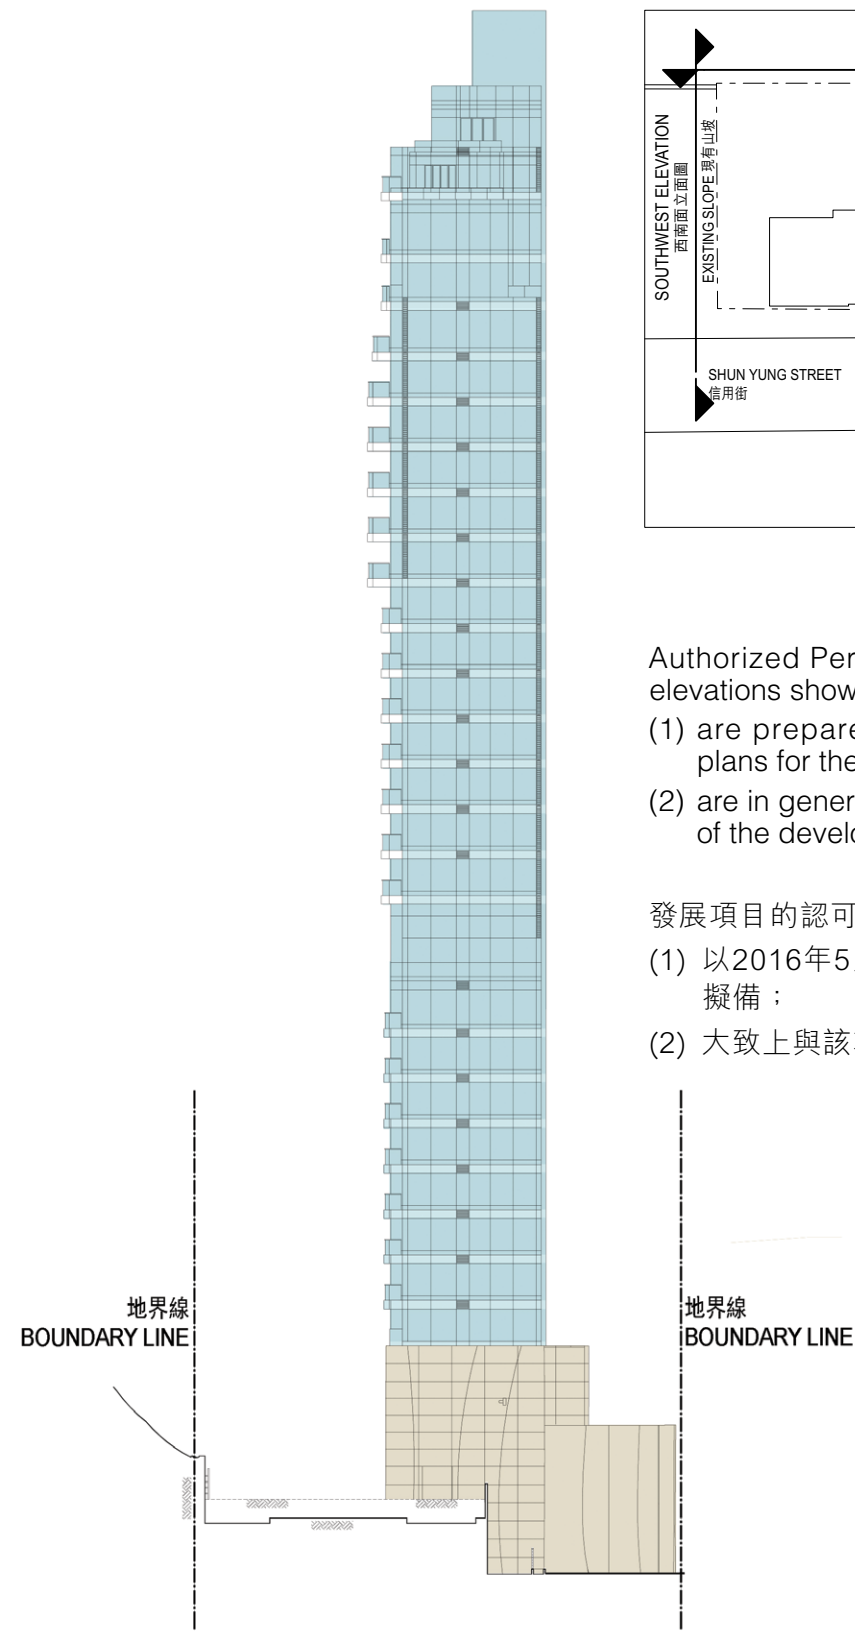 SOUTHWEST ELEVATION
西南面立面圖
EXISTING SLOPE 現有山坡
SHUN YUNG STREET
信用街
Authorized Per
elevations show
(1) are prepare
plans for the
(2) are in gener
of the develo
發展項目的認可
(1) 以2016年5
擬備；
(2) 大致上與該
地界線
BOUNDARY LINE
地界線
BOUNDARY LINE